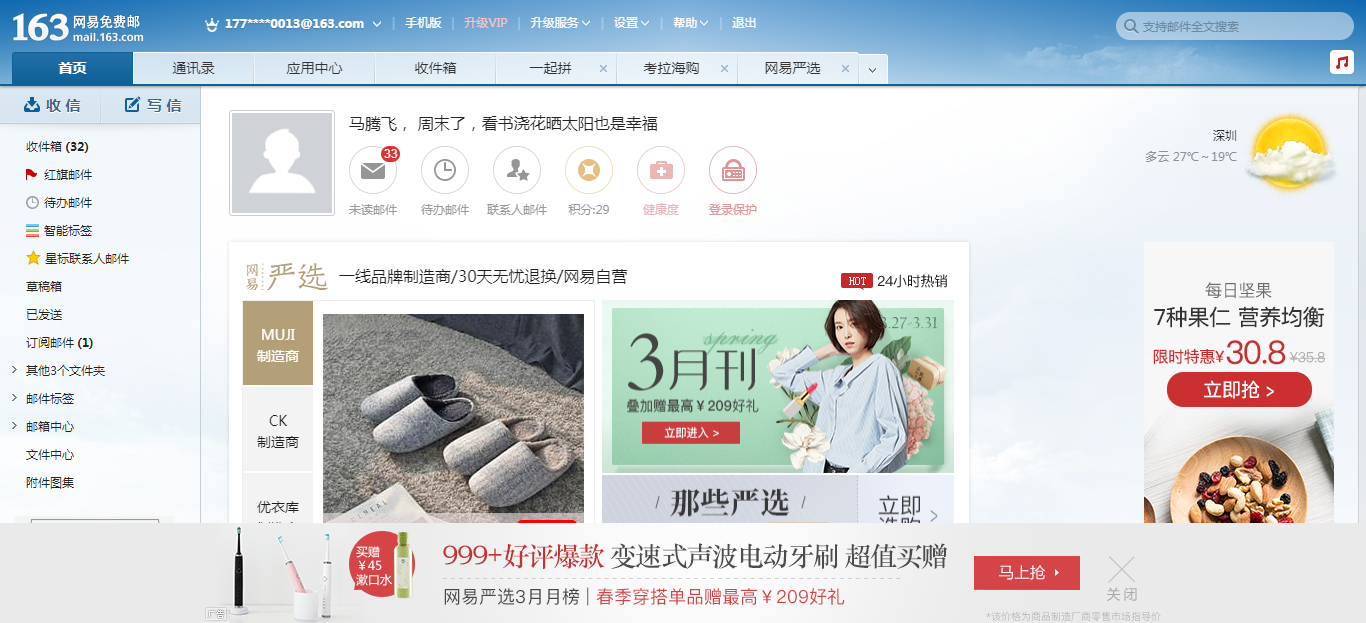 163 网易免费邮
mail.163.com
177****0013@163.com
手机版
升级VIP
升级服务
设置
帮助
退出
支持邮件全文搜索
首页
通讯录
应用中心
收件箱
一起拼
考拉海购
网易严选
收信
写信
收件箱 (32)
红旗邮件
待办邮件
智能标签
星标联系人邮件
草稿箱
已发送
订阅邮件 (1)
其他3个文件夹
邮件标签
邮箱中心
文件中心
附件图集
马腾飞， 周末了，看书浇花晒太阳也是幸福
33
未读邮件
待办邮件
联系人邮件
积分:29
健康度
登录保护
深圳
多云 27℃~19℃
网易严选
一线品牌制造商/30天无忧退换/网易自营
HOT 24小时热销
MUJI
制造商
CK
制造商
优衣库
3.27-3.31
spring
3月刊
叠加赠最高￥209好礼
立即进入 >
/ 那些严选 /
立即
选购
每日坚果
7种果仁 营养均衡
限时特惠¥30.8 ¥35.8
立即抢 >
买赠
￥45
漱口水
999+好评爆款 变速式声波电动牙刷 超值买赠
网易严选3月月榜 | 春季穿搭单品赠最高￥209好礼
马上抢
关闭
广告
*该价格为商品制造厂商零售市场指导价